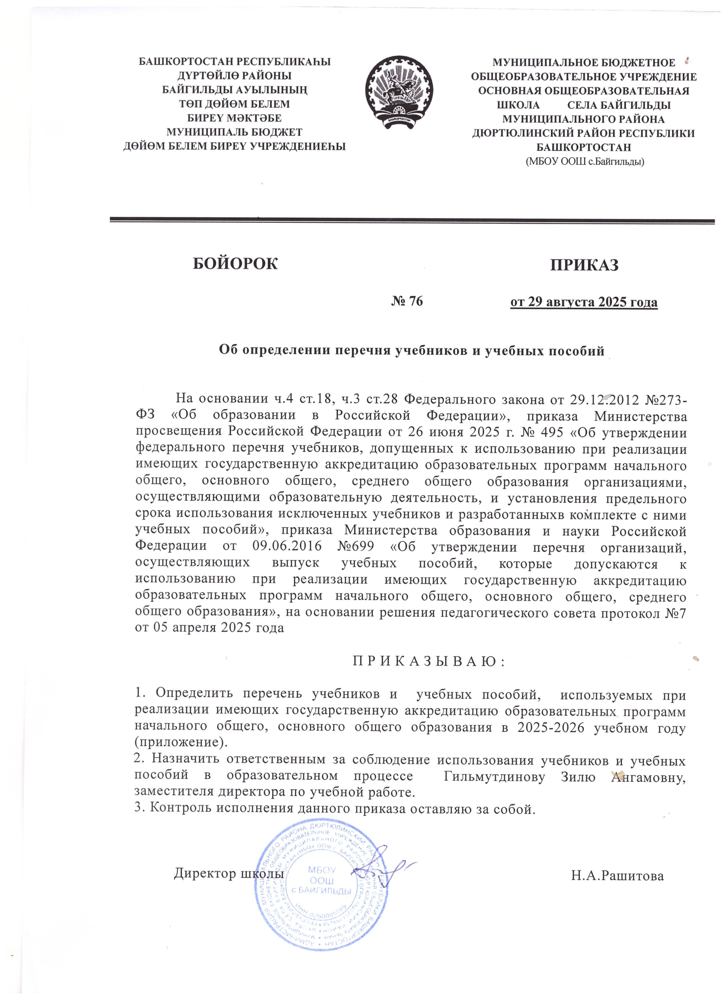 БАШКОРТОСТАН РЕСПУБЛИКАҺЫ
ДҮРТӨЙЛӨ РАЙОНЫ
БАЙГИЛЬДЫ АУЫЛЫНЫҢ
ТӨП ДӨЙӨМ БЕЛЕМ
БИРЕҮ МӘКТӘБЕ
МУНИЦИПАЛЬ БЮДЖЕТ
ДӨЙӨМ БЕЛЕМ БИРЕҮ УЧРЕЖДЕНИЕҺЫ
БАШКОРТОСТАН
МУНИЦИПАЛЬНОЕ БЮДЖЕТНОЕ
ОБЩЕОБРАЗОВАТЕЛЬНОЕ УЧРЕЖДЕНИЕ
ОСНОВНАЯ ОБЩЕОБРАЗОВАТЕЛЬНАЯ
ШКОЛА СЕЛА БАЙГИЛЬДЫ
МУНИЦИПАЛЬНОГО РАЙОНА
ДЮРТЮЛИНСКИЙ РАЙОН РЕСПУБЛИКИ
БАШКОРТОСТАН
(МБОУ ООШ с.Байгильды)
БОЙОРОК
ПРИКАЗ
№ 76
от 29 августа 2025 года
Об определении перечня учебников и учебных пособий
На основании ч.4 ст.18, ч.3 ст.28 Федерального закона от 29.12.2012 №273-
ФЗ «Об образовании в Российской Федерации», приказа Министерства
просвещения Российской Федерации от 26 июня 2025 г. № 495 «Об утверждении
федерального перечня учебников, допущенных к использованию при реализации
имеющих государственную аккредитацию образовательных программ начального
общего, основного общего, среднего общего образования организациями,
осуществляющими образовательную деятельность, и установления предельного
срока использования исключенных учебников и разработанныхв комплекте с ними
учебных пособий», приказа Министерства образования и науки Российской
Федерации от 09.06.2016 №699 «Об утверждении перечня организаций,
осуществляющих выпуск учебных пособий, которые допускаются к
использованию при реализации имеющих государственную аккредитацию
образовательных программ начального общего, основного общего, среднего
общего образования», на основании решения педагогического совета протокол №7
от 05 апреля 2025 года
П Р И К А З Ы В А Ю :
1. Определить перечень учебников и учебных пособий, используемых при
реализации имеющих государственную аккредитацию образовательных программ
начального общего, основного общего образования в 2025-2026 учебном году
(приложение).
2. Назначить ответственным за соблюдение использования учебников и учебных
пособий в образовательном процессе Гильмутдинову Зилю Ангамовну,
заместителя директора по учебной работе.
3. Контроль исполнения данного приказа оставляю за собой.
Директор школы
Н.А.Рашитова
МБОУ
ООШ
с БАЙГИЛЬДЫ
ИНН 0260005089